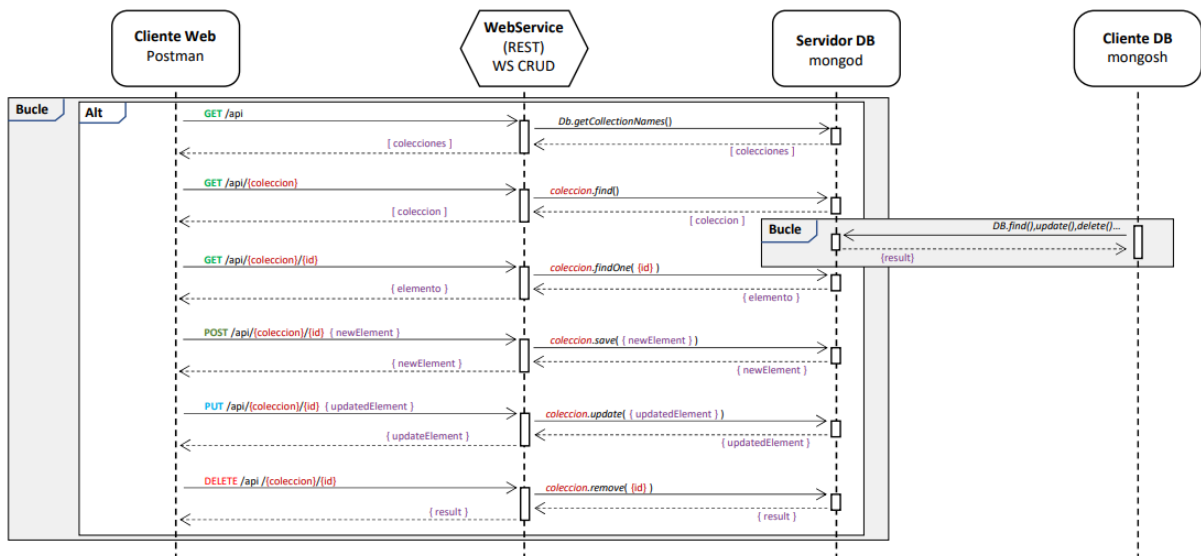 Cliente Web
Postman
WebService
(REST)
WS CRUD
Servidor DB
mongod
Cliente DB
mongosh
Bucle
Alt
GET /api
Db.getCollectionNames()
[ colecciones ]
[ colecciones ]
GET /api/{coleccion}
coleccion.find()
[ coleccion ]
[ coleccion ]
Bucle
DB.find(),update(),delete()...
{result}
GET /api/{coleccion}/{id}
coleccion.findOne( {id} )
{ elemento }
{ elemento }
POST /api/{coleccion}/{id} { newElement }
coleccion.save( { newElement } )
{ newElement }
{ newElement }
PUT /api/{coleccion}/{id} { updatedElement }
coleccion.update( { updatedElement } )
{ updateElement }
{ updatedElement }
DELETE /api /{coleccion}/{id}
coleccion.remove( {id} )
{ result }
{ result }